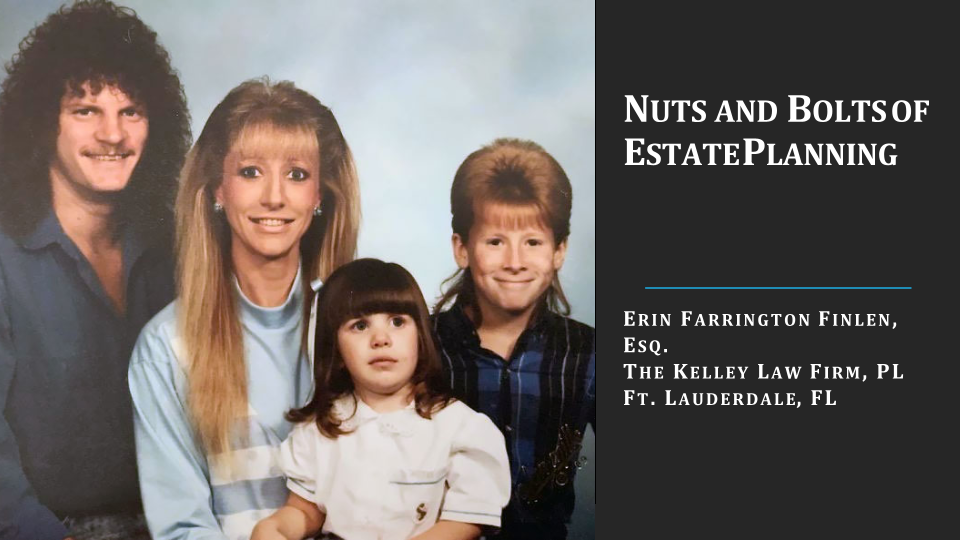 NUTS AND BOLTS OF
ESTATE PLANNING
ERIN FARRINGTON FINLEN,
ESQ.
THE KELLEY LAW FIRM, PL
FT. LAUDERDALE, FL